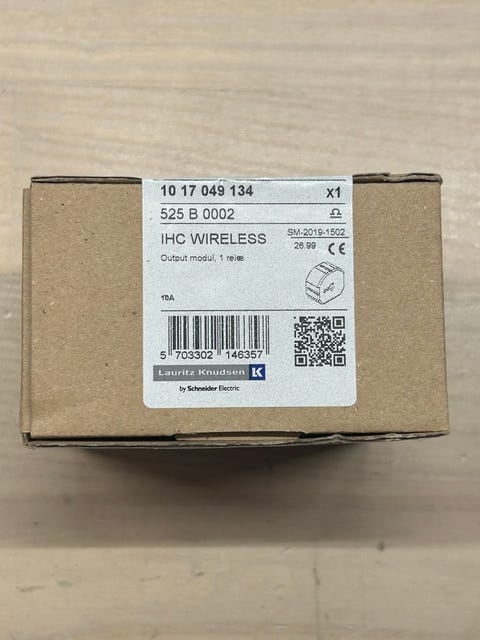 10 17 049 134 x1
525 B 0002
IHC WIRELESS
SM-2019-1502
26.99 CE
Output modul, 1 relæ
10A
5 703302 146357
Lauritz Knudsen K
by Schneider Electric